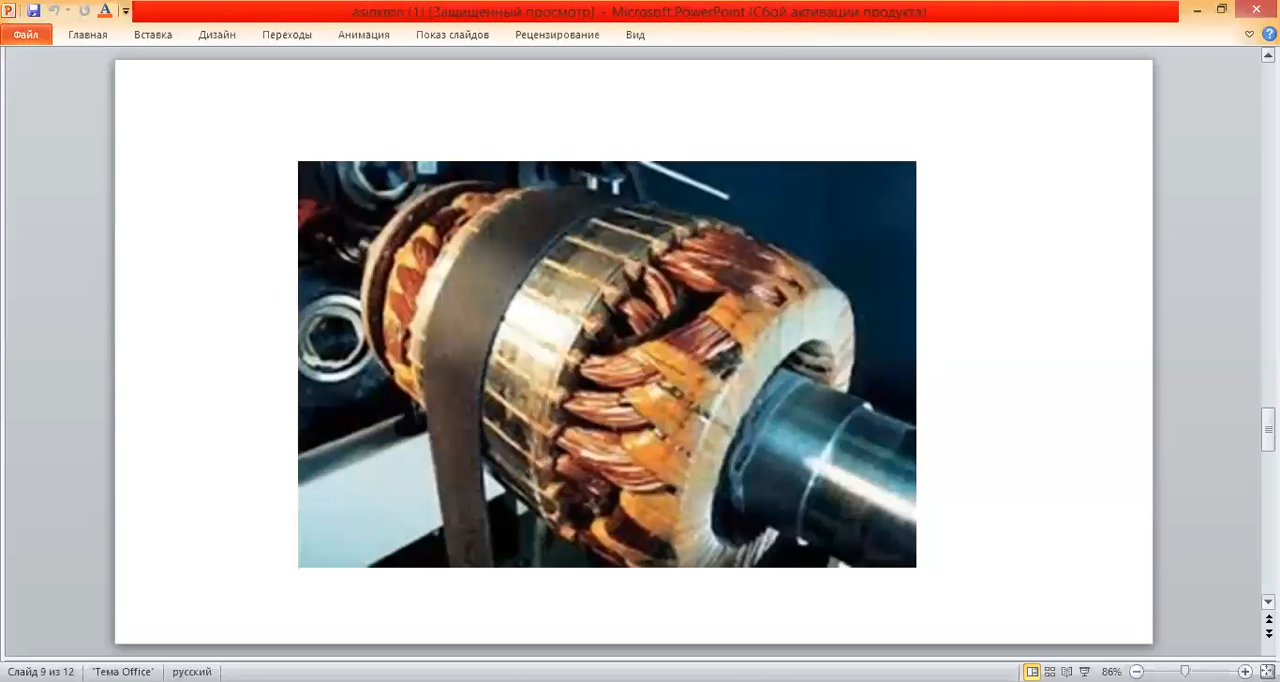 asinxron (1) [Защищенный просмотр] - Microsoft PowerPoint (Сбой активации продукта)
Файл Главная Вставка Дизайн Переходы Анимация Показ слайдов Рецензирование Вид
Слайд 9 из 12 "Тема Office" русский 86%